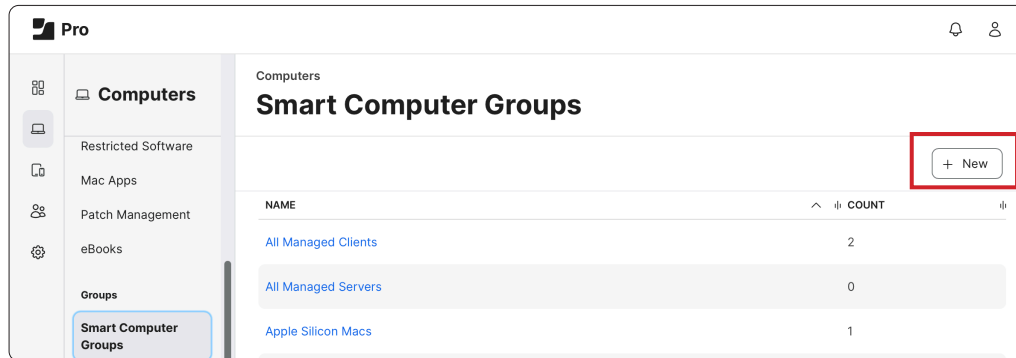 Pro
Computers
Restricted Software
Mac Apps
Patch Management
eBooks
Groups
Smart Computer
Groups
Computers
Smart Computer Groups
+ New
NAME COUNT
All Managed Clients 2
All Managed Servers 0
Apple Silicon Macs 1